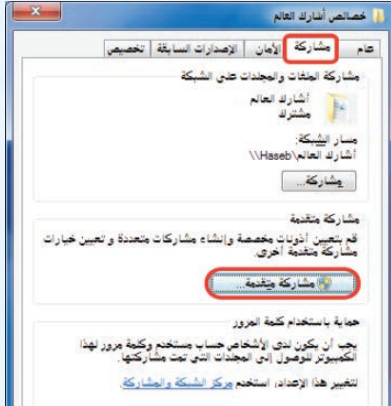 خصائص أشارك العالم
عام
مشاركة
الأمان
الإصدارات السابقة
تخصيص
مشاركة الملفات والمجلدات على الشبكة
أشارك العالم
مشترك
مسار الشبكة:
\\Haseb\أشارك العالم
مشاركة...
مشاركة متقدمة
قم بتعيين أذونات مخصصة وإنشاء مشاركات متعددة و تعيين خيارات
مشاركة متقدمة أخرى.
مشاركة متقدمة...
حماية باستخدام كلمة المرور
يجب أن يكون لدى الأشخاص حساب مستخدم وكلمة مرور لهذا
الكمبيوتر للوصول إلى المجلدات التي تمت مشاركتها.
لتغيير هذا الإعداد، استخدم مركز الشبكة والمشاركة.